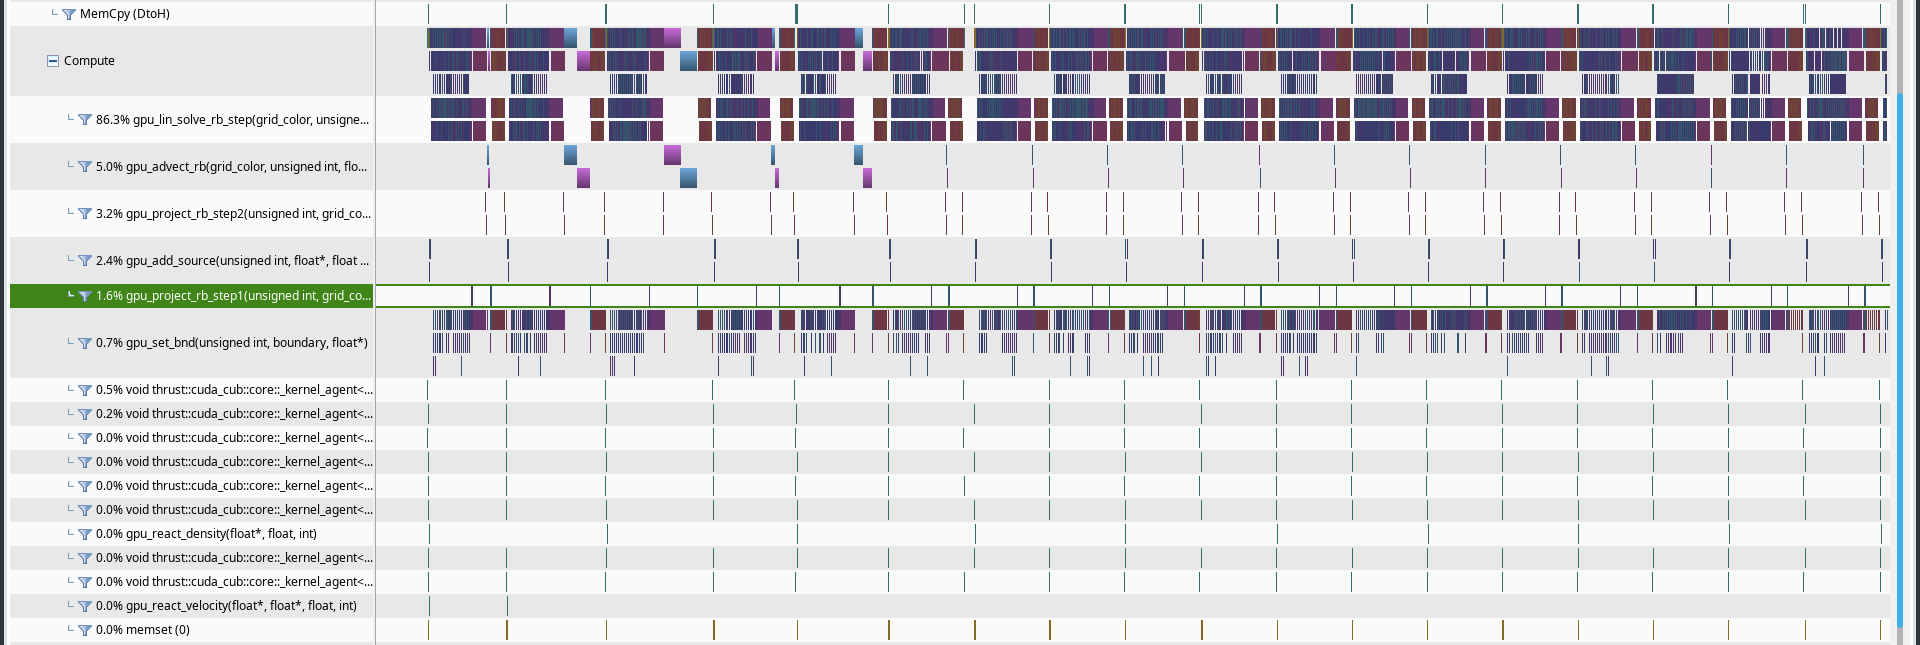 MemCpy (DtoH)
Compute
86.3% gpu_lin_solve_rb_step(grid_color, unsigne...
5.0% gpu_advect_rb(grid_color, unsigned int, flo...
3.2% gpu_project_rb_step2(unsigned int, grid_co...
2.4% gpu_add_source(unsigned int, float*, float ...
1.6% gpu_project_rb_step1(unsigned int, grid_co...
0.7% gpu_set_bnd(unsigned int, boundary, float*)
0.5% void thrust::cuda_cub::core::_kernel_agent<...
0.2% void thrust::cuda_cub::core::_kernel_agent<...
0.0% void thrust::cuda_cub::core::_kernel_agent<...
0.0% void thrust::cuda_cub::core::_kernel_agent<...
0.0% void thrust::cuda_cub::core::_kernel_agent<...
0.0% void thrust::cuda_cub::core::_kernel_agent<...
0.0% gpu_react_density(float*, float, int)
0.0% void thrust::cuda_cub::core::_kernel_agent<...
0.0% void thrust::cuda_cub::core::_kernel_agent<...
0.0% gpu_react_velocity(float*, float*, float, int)
0.0% memset (0)